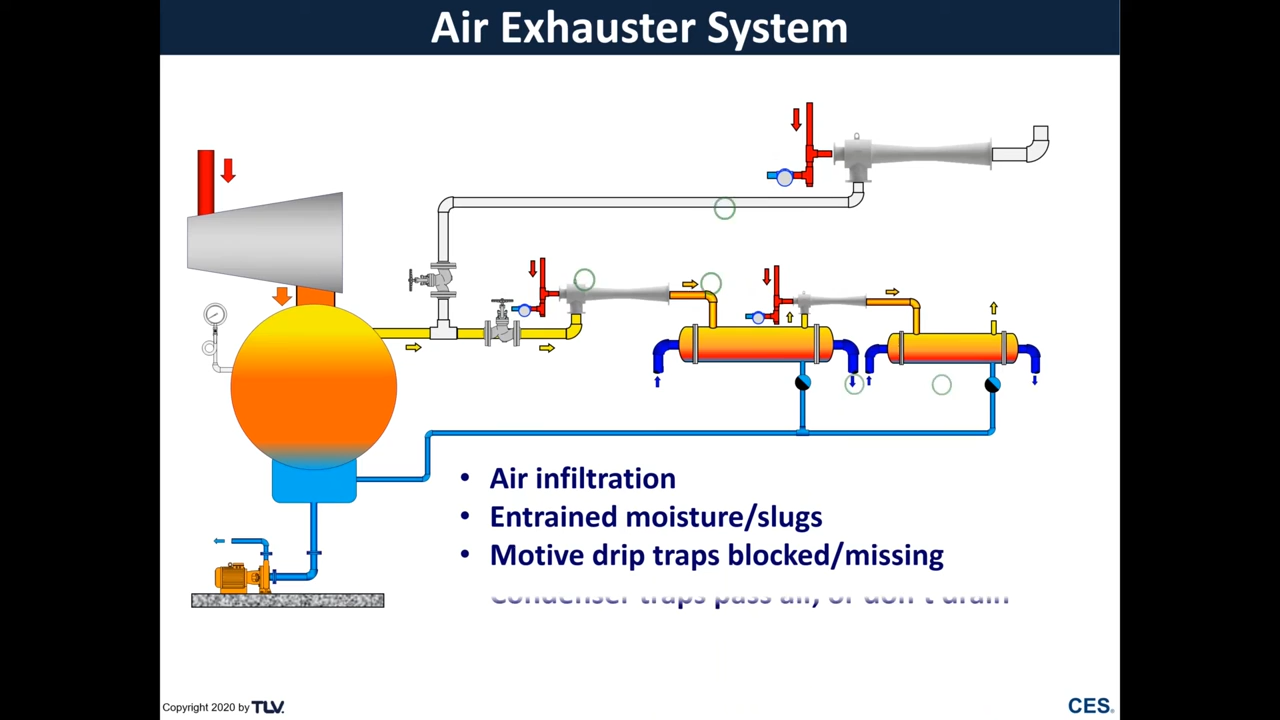 Air Exhauster System
• Air infiltration
• Entrained moisture/slugs
• Motive drip traps blocked/missing
Condenser traps pass air, or don't drain
Copyright 2020 by TLV.
CES